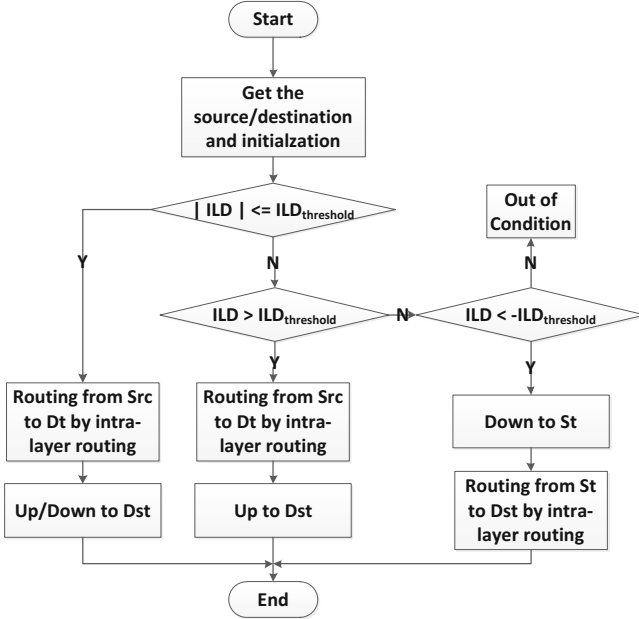 Start
Get the
source/destination
and initialzation
| ILD | <= ILDthreshold
Out of
Condition
Y
N
N
ILD > ILDthreshold
N
ILD < -ILDthreshold
Y
Y
Routing from Src
to Dt by intra-
layer routing
Routing from Src
to Dt by intra-
layer routing
Down to St
Up/Down to Dst
Up to Dst
Routing from St
to Dst by intra-
layer routing
End